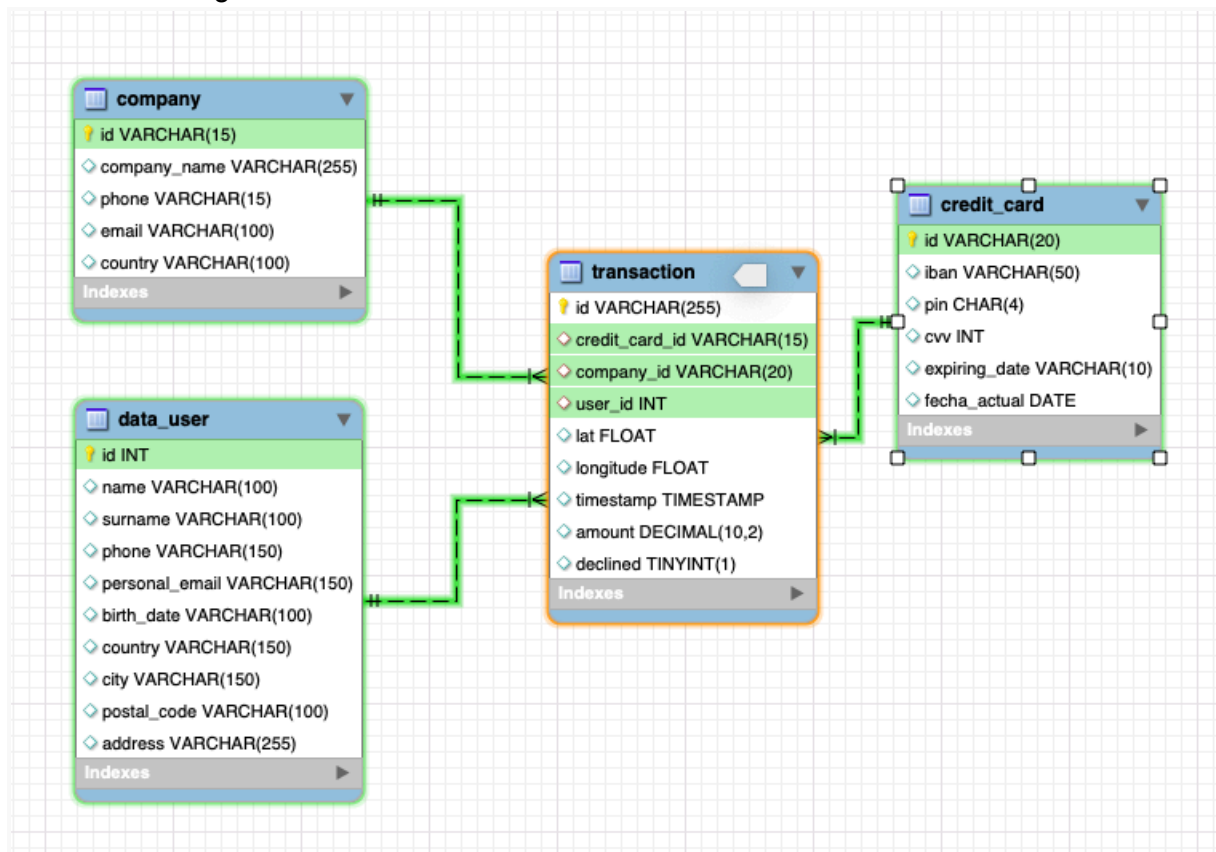 company
id VARCHAR(15)
company_name VARCHAR(255)
phone VARCHAR(15)
email VARCHAR(100)
country VARCHAR(100)
Indexes
data_user
id INT
name VARCHAR(100)
surname VARCHAR(100)
phone VARCHAR(150)
personal_email VARCHAR(150)
birth_date VARCHAR(100)
country VARCHAR(150)
city VARCHAR(150)
postal_code VARCHAR(100)
address VARCHAR(255)
Indexes
transaction
id VARCHAR(255)
credit_card_id VARCHAR(15)
company_id VARCHAR(20)
user_id INT
lat FLOAT
longitude FLOAT
timestamp TIMESTAMP
amount DECIMAL(10,2)
declined TINYINT(1)
Indexes
credit_card
id VARCHAR(20)
iban VARCHAR(50)
pin CHAR(4)
cvv INT
expiring_date VARCHAR(10)
fecha_actual DATE
Indexes